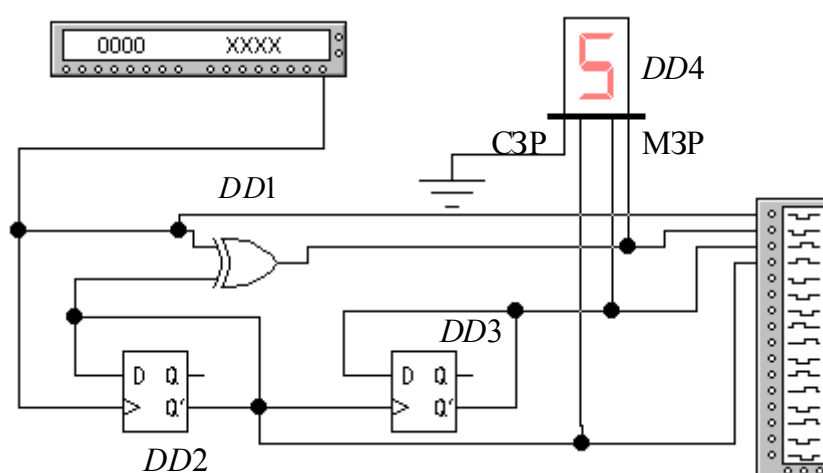 0000 XXXX
5
DD4
СЗР МЗР
DD1
DD3
D Q
Q'
D Q
Q'
DD2